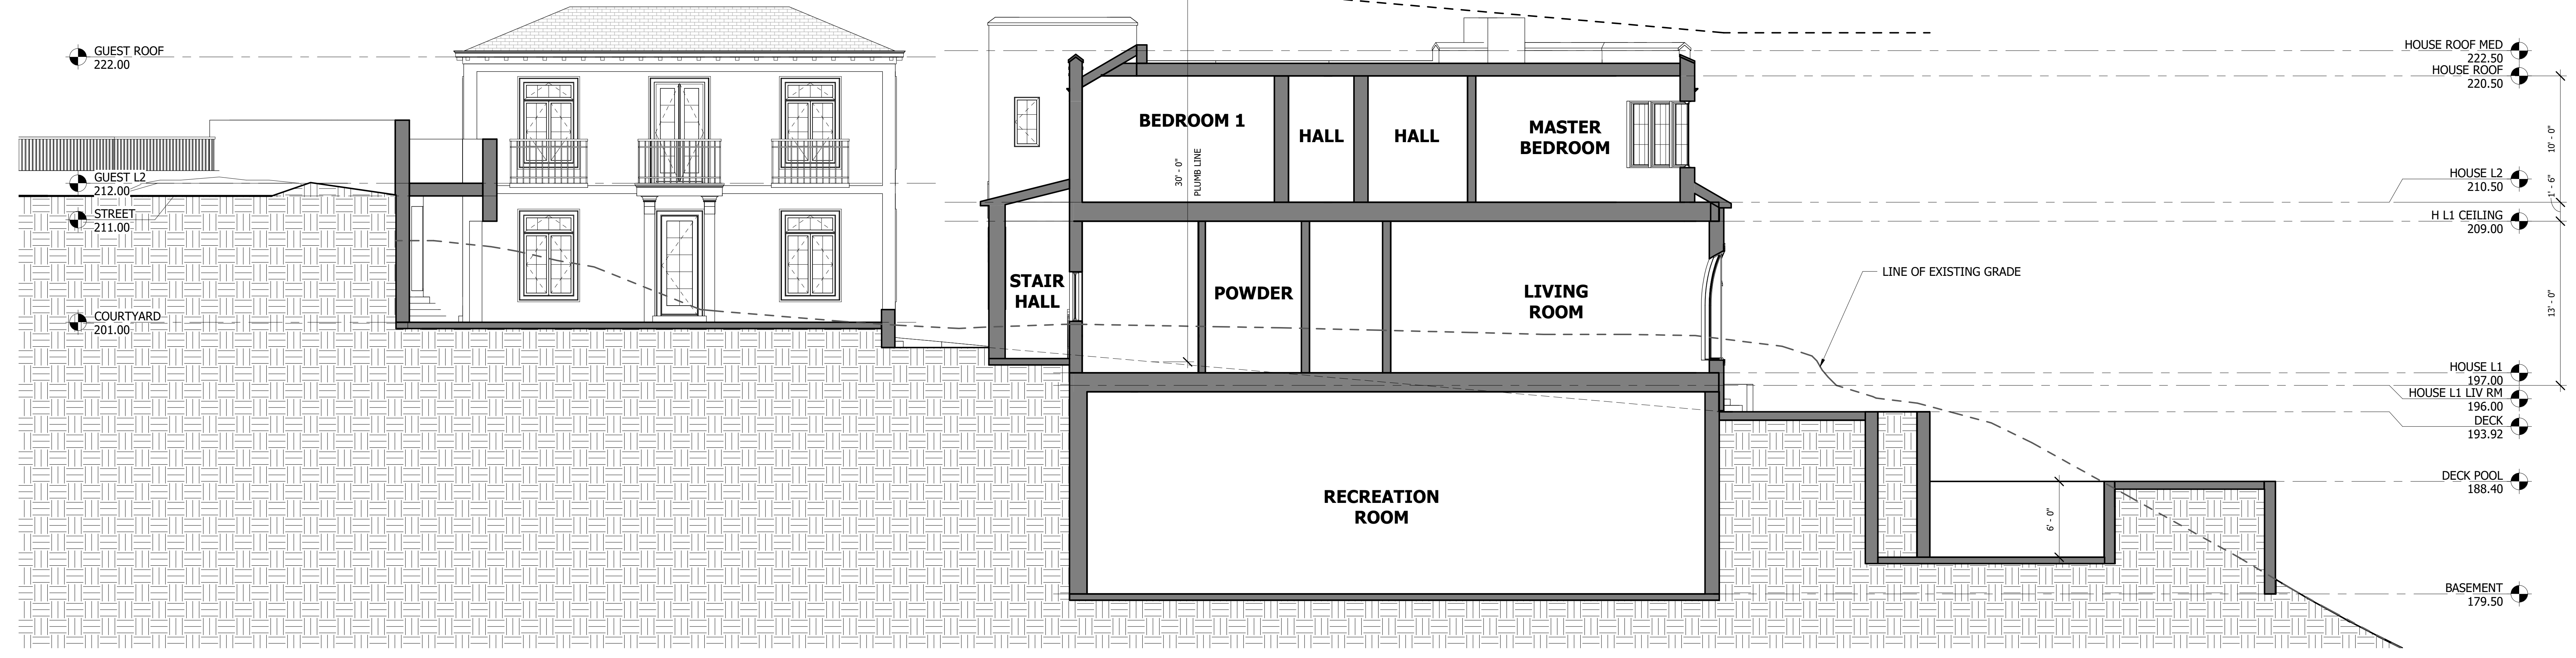 GUEST ROOF
222.00
GUEST L2
212.00
STREET
211.00
COURTYARD
201.00
BEDROOM 1
HALL
HALL
MASTER
BEDROOM
30' - 0"
PLUMB LINE
STAIR
HALL
POWDER
LIVING
ROOM
RECREATION
ROOM
LINE OF EXISTING GRADE
6' - 0"
HOUSE ROOF MED
222.50
HOUSE ROOF
220.50
HOUSE L2
210.50
H L1 CEILING
209.00
HOUSE L1
197.00
HOUSE L1 LIV RM
196.00
DECK
193.92
DECK POOL
188.40
BASEMENT
179.50
10' - 0"
1' - 6"
13' - 0"